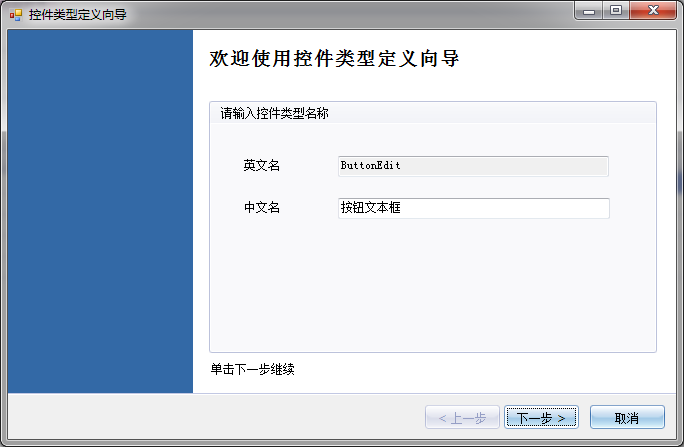 控件类型定义向导
欢迎使用控件类型定义向导
请输入控件类型名称
英文名 ButtonEdit
中文名 按钮文本框
单击下一步继续
< 上一步 下一步 > 取消